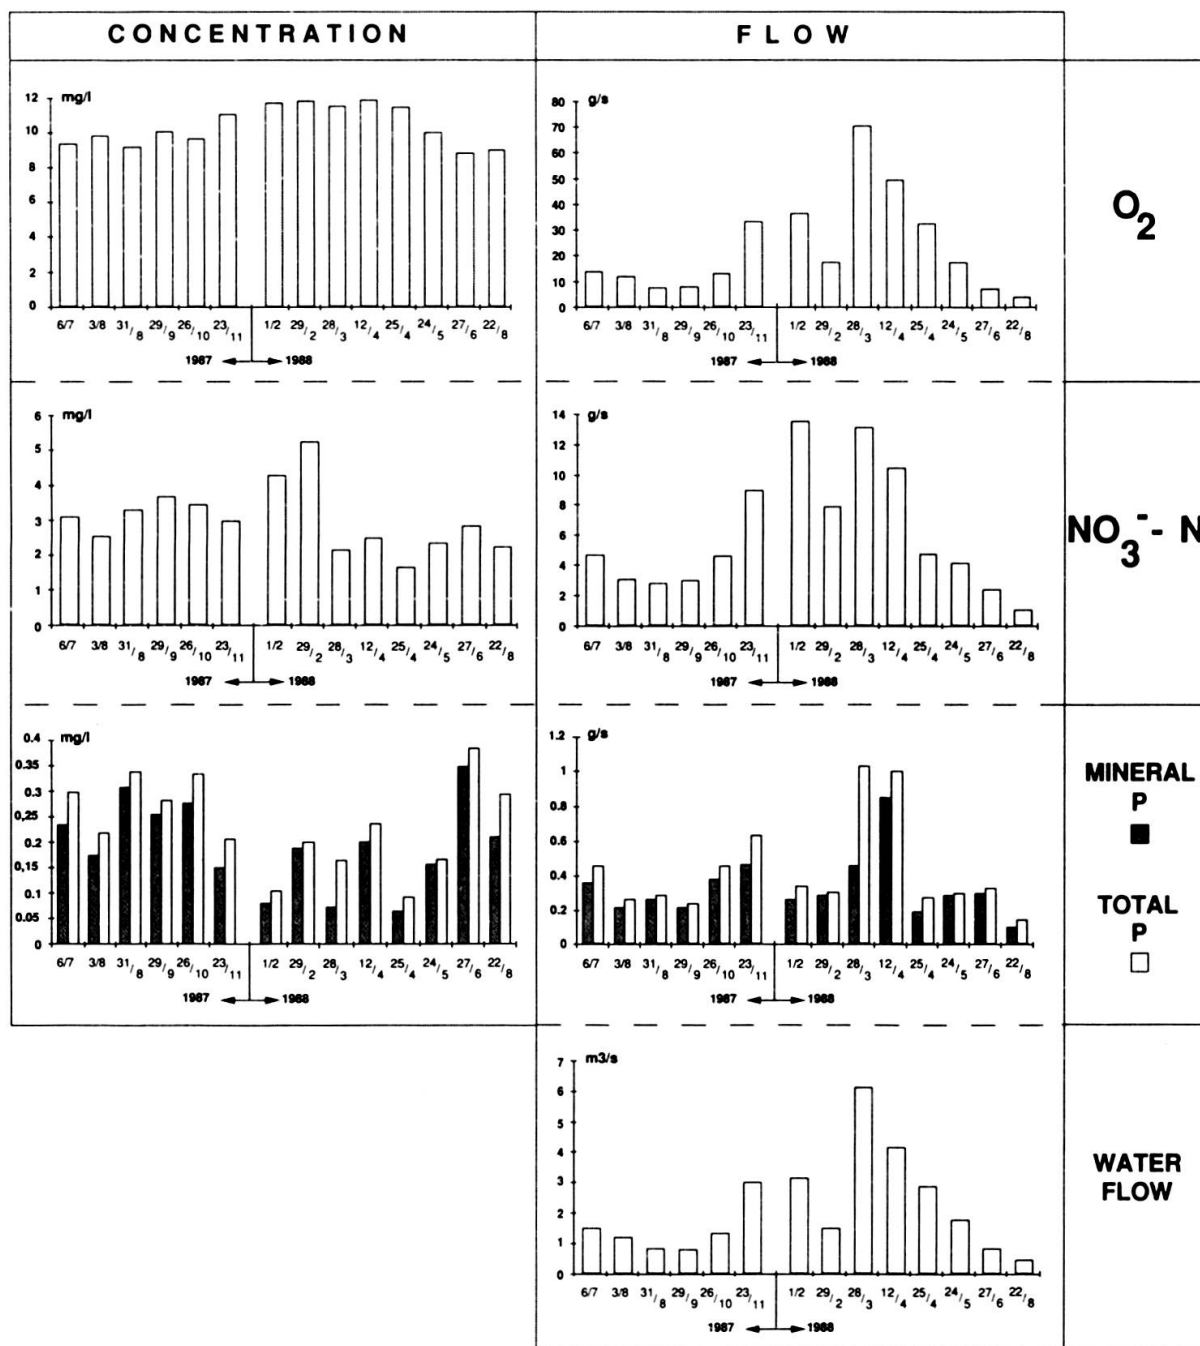 CONCENTRATION
FLOW
mg/l
12
10
8
6
4
2
0
6/7 3/8 31/8 29/9 26/10 23/11 1/2 29/2 28/3 12/4 25/4 24/5 27/6 22/8
1987 1988
g/s
80
70
60
50
40
30
20
10
0
6/7 3/8 31/8 29/9 26/10 23/11 1/2 29/2 28/3 12/4 25/4 24/5 27/6 22/8
1987 1988
O2
mg/l
6
5
4
3
2
1
0
6/7 3/8 31/8 29/9 26/10 23/11 1/2 29/2 28/3 12/4 25/4 24/5 27/6 22/8
1987 1988
g/s
14
12
10
8
6
4
2
0
6/7 3/8 31/8 29/9 26/10 23/11 1/2 29/2 28/3 12/4 25/4 24/5 27/6 22/8
1987 1988
NO3- - N
mg/l
0.4
0.35
0.3
0,25
0.2
0,15
0.1
0.05
0
6/7 3/8 31/8 29/9 26/10 23/11 1/2 29/2 28/3 12/4 25/4 24/5 27/6 22/8
1987 1988
g/s
1.2
1
0.8
0.6
0.4
0.2
0
6/7 3/8 31/8 29/9 26/10 23/11 1/2 29/2 28/3 12/4 25/4 24/5 27/6 22/8
1987 1988
MINERAL
P
TOTAL
P
m3/s
7
6
5
4
3
2
1
0
6/7 3/8 31/8 29/9 26/10 23/11 1/2 29/2 28/3 12/4 25/4 24/5 27/6 22/8
1987 1988
WATER
FLOW